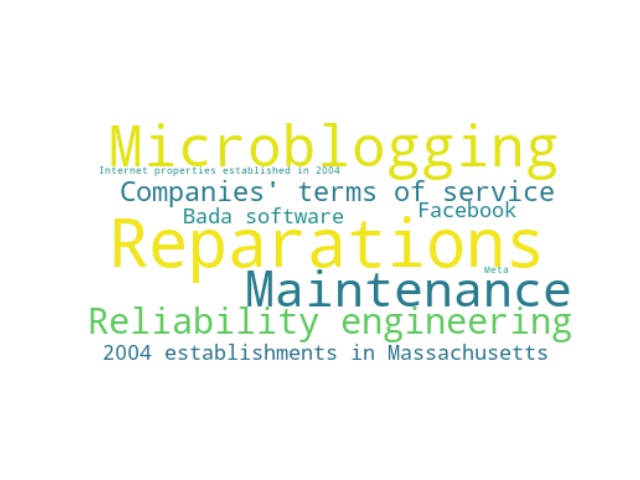 Microblogging
Internet properties established in 2004
Companies' terms of service
Bada software
Facebook
Reparations
Meta
Maintenance
Reliability engineering
2004 establishments in Massachusetts